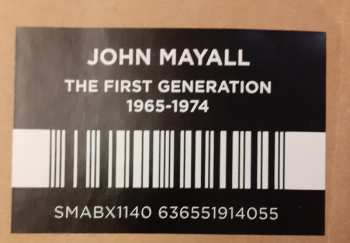 JOHN MAYALL
THE FIRST GENERATION
1965-1974
SMABX1140 636551914055